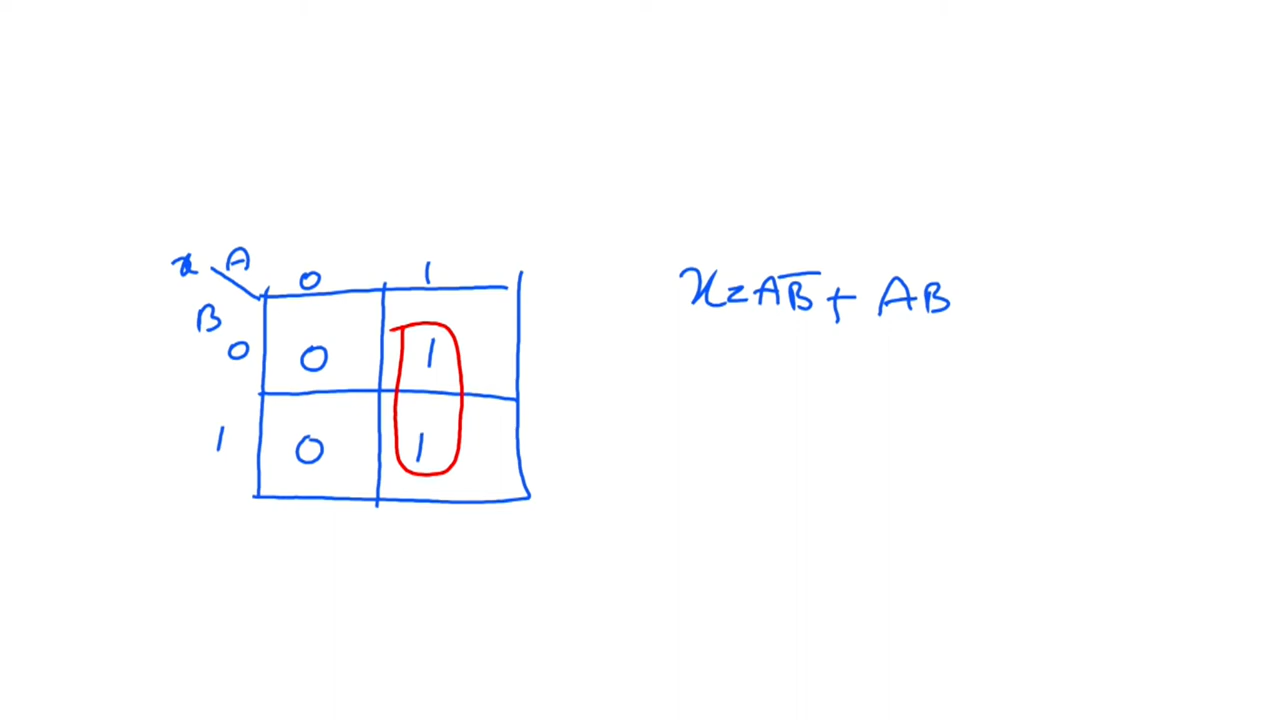 x A 0 1
B
0 0 1
1 0 1
x = AB̅ + AB